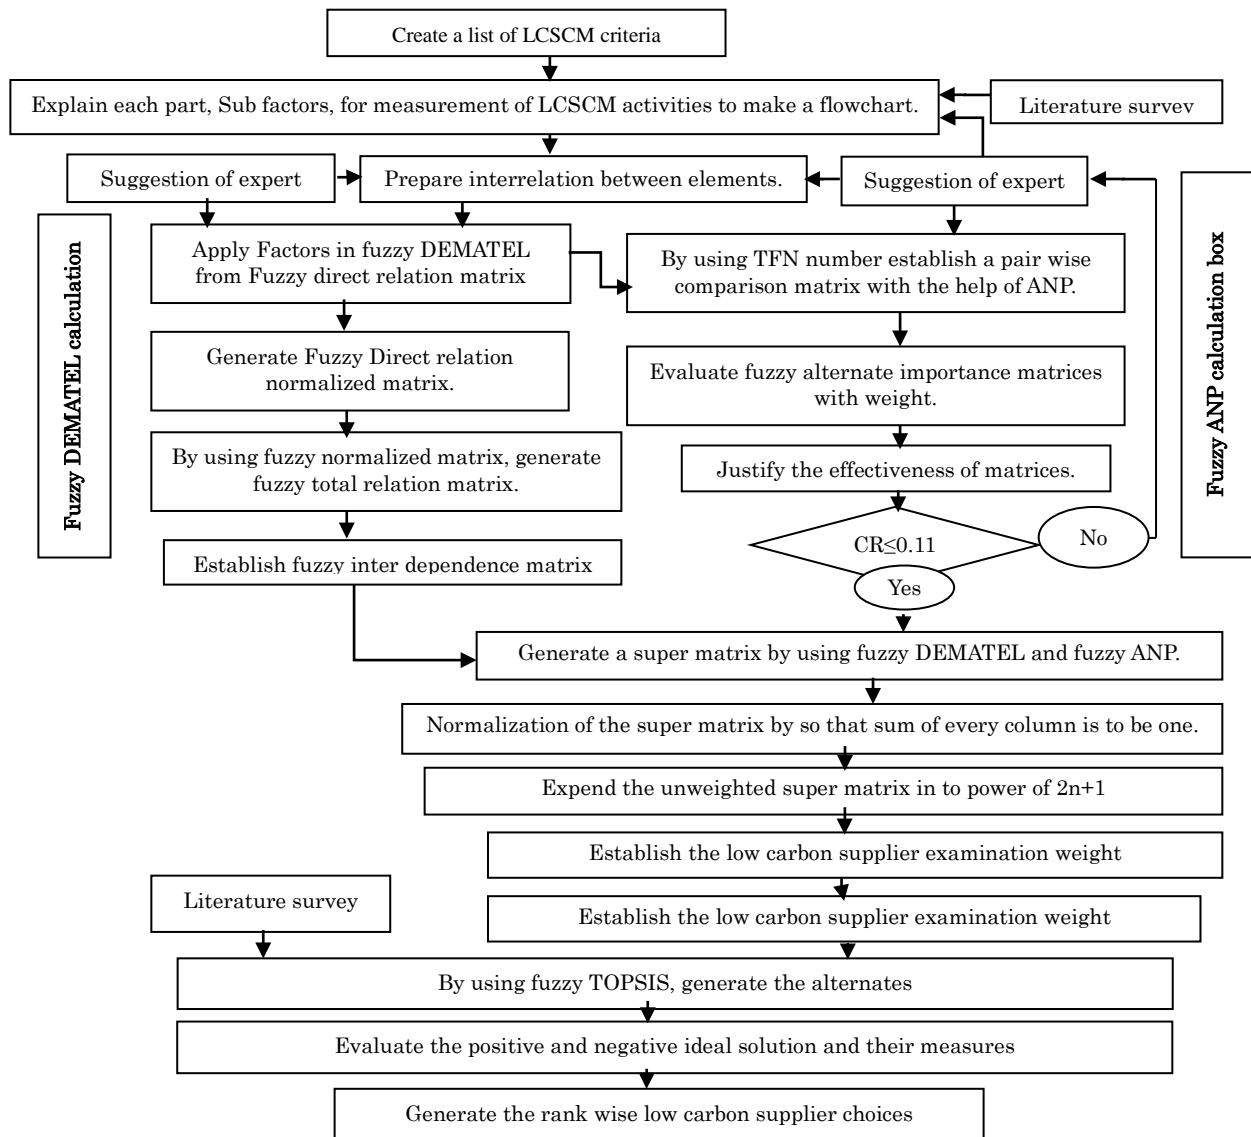 Create a list of LCSCM criteria
Explain each part, Sub factors, for measurement of LCSCM activities to make a flowchart.
Literature survev
Suggestion of expert
Prepare interrelation between elements.
Suggestion of expert
Fuzzy DEMATEL calculation
Apply Factors in fuzzy DEMATEL
from Fuzzy direct relation matrix
By using TFN number establish a pair wise
comparison matrix with the help of ANP.
Fuzzy ANP calculation box
Generate Fuzzy Direct relation
normalized matrix.
Evaluate fuzzy alternate importance matrices
with weight.
By using fuzzy normalized matrix, generate
fuzzy total relation matrix.
Justify the effectiveness of matrices.
CR≤0.11
No
Establish fuzzy inter dependence matrix
Yes
Generate a super matrix by using fuzzy DEMATEL and fuzzy ANP.
Normalization of the super matrix by so that sum of every column is to be one.
Expend the unweighted super matrix in to power of 2n+1
Establish the low carbon supplier examination weight
Literature survey
Establish the low carbon supplier examination weight
By using fuzzy TOPSIS, generate the alternates
Evaluate the positive and negative ideal solution and their measures
Generate the rank wise low carbon supplier choices